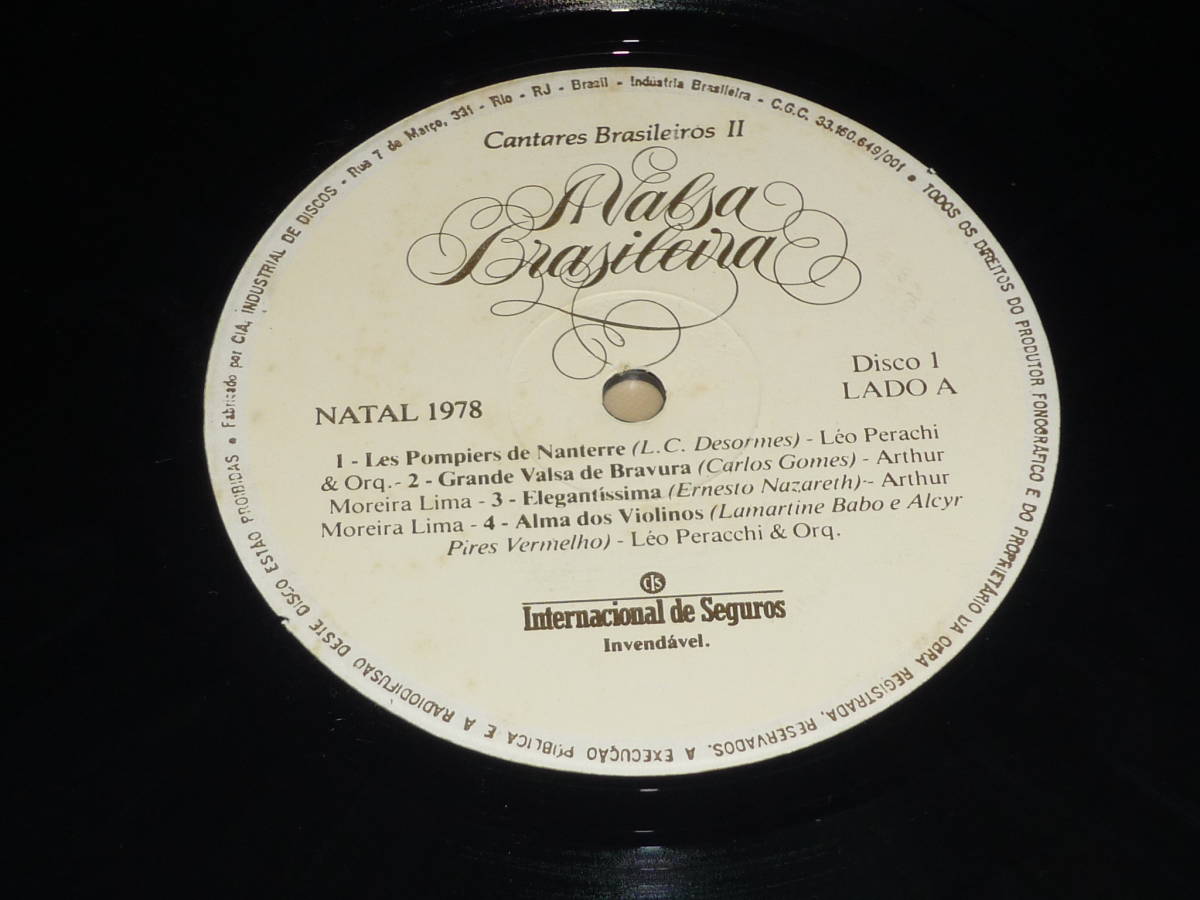 Cantares Brasileiros II
A Valsa
Brasileira
Disco 1
LADO A
NATAL 1978
1 - Les Pompiers de Nanterre (L.C. Desormes) - Léo Perachi
& Orq.- 2 - Grande Valsa de Bravura (Carlos Gomes) - Arthur
Moreira Lima - 3 - Elegantíssima (Ernesto Nazareth)- Arthur
Moreira Lima - 4 - Alma dos Violinos (Lamartine Babo e Alcyr
Pires Vermelho) - Léo Peracchi & Orq.
cis
Internacional de Seguros
Invendável.
• Fabricado por CIA. INDUSTRIAL DE DISCOS - Rua 7 de Março, 331 - Rio - RJ - Brazil - Indústria Brasileira - C.G.C. 33.160.649/001 • TODOS OS DIREITOS DO PRODUTOR FONOGRÁFICO E DO PROPRIETÁRIO DA OBRA REGISTRADA, RESERVADOS. A EXECUÇÃO PÚBLICA E A RADIODIFUSÃO DESTE DISCO ESTÃO PROIBIDAS